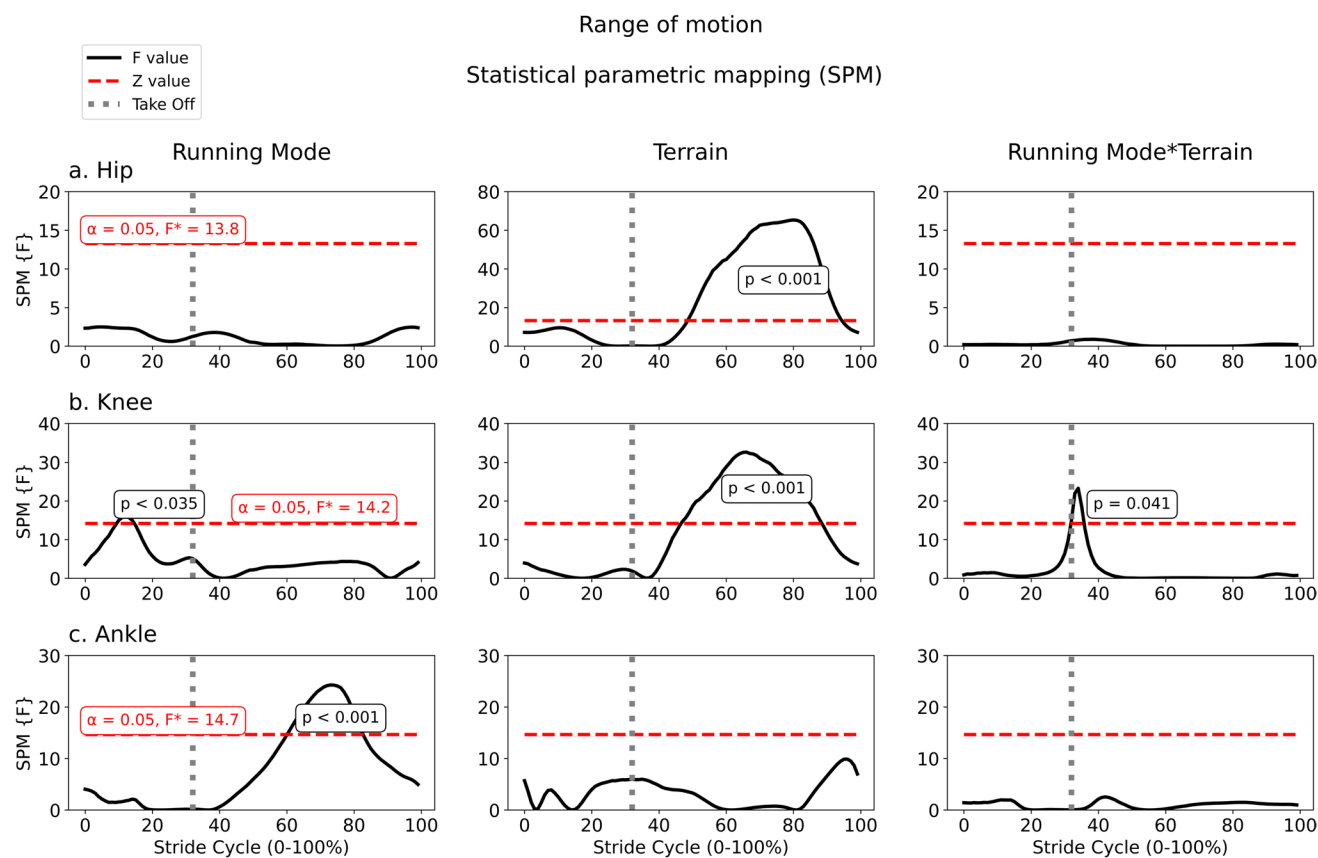 Range of motion
Statistical parametric mapping (SPM)
F value
Z value
Take Off
Running Mode
Terrain
Running Mode*Terrain
a. Hip
SPM {F}
20
15
10
5
0
α = 0.05, F* = 13.8
0 20 40 60 80 100
80
60
40
20
0
p < 0.001
0 20 40 60 80 100
20
15
10
5
0
0 20 40 60 80 100
b. Knee
SPM {F}
40
30
20
10
0
p < 0.035
α = 0.05, F* = 14.2
0 20 40 60 80 100
40
30
20
10
0
p < 0.001
0 20 40 60 80 100
40
30
20
10
0
p = 0.041
0 20 40 60 80 100
c. Ankle
SPM {F}
30
20
10
0
α = 0.05, F* = 14.7
p < 0.001
0 20 40 60 80 100
Stride Cycle (0-100%)
30
20
10
0
0 20 40 60 80 100
Stride Cycle (0-100%)
30
20
10
0
0 20 40 60 80 100
Stride Cycle (0-100%)